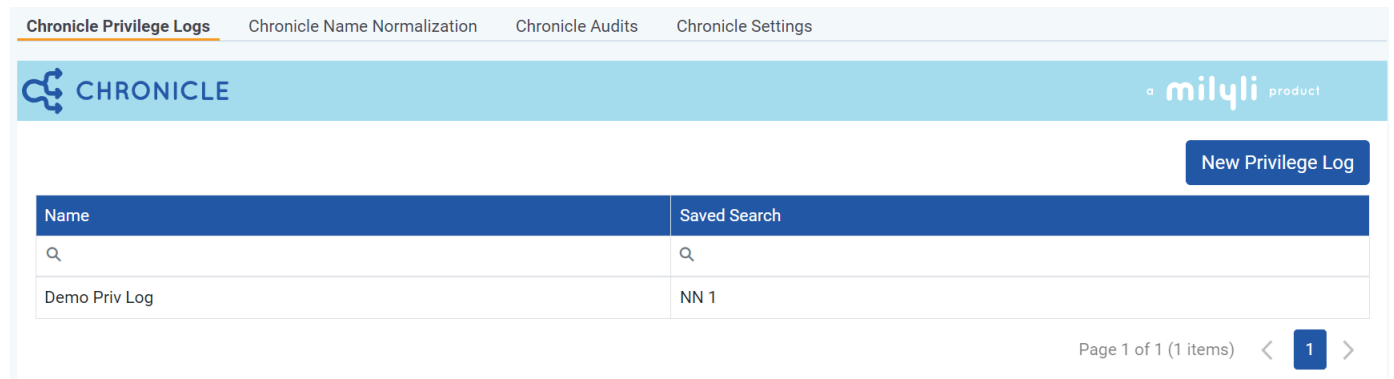 Chronicle Privilege Logs Chronicle Name Normalization Chronicle Audits Chronicle Settings
CHRONICLE a milyli product
New Privilege Log
Name Saved Search
Demo Priv Log NN 1
Page 1 of 1 (1 items) 1